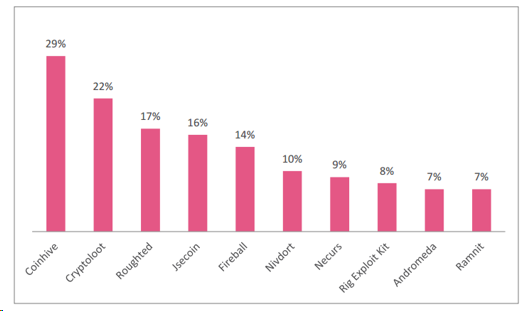 29%
22%
17%
16%
14%
10%
9%
8%
7%
7%
Coinhive
Cryptoloot
Roughted
Jsecoin
Fireball
Nivdort
Necurs
Rig Exploit Kit
Andromeda
Ramnit